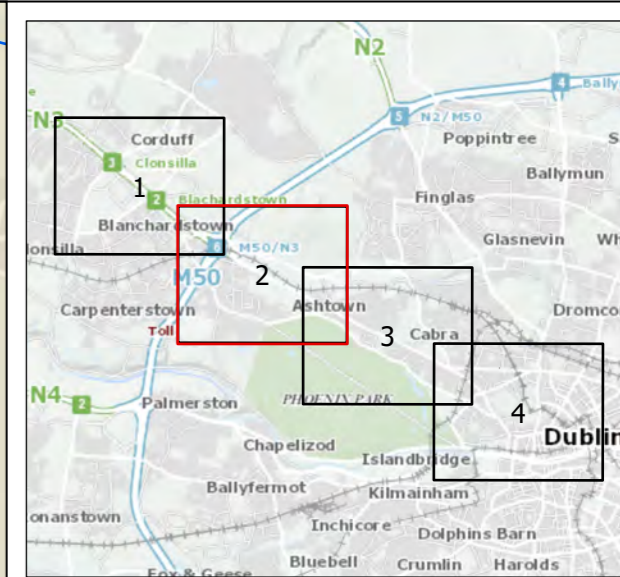 N2
4
Bally
5
N2/M50
N3
Corduff
Poppintree
S
3
Clonsilla
Ballymun
1
2
Blachardstown
Finglas
Blanchardstown
Glasnevin
Wh
lonsilla
6
M50/N3
M50
2
Carpenterstown
Ashtown
Dromco
Toll
3
Cabra
N4
2
Palmerston
PHOENIX PARK
4
Dublin
Chapelizod
Islandbridge
Ballyfermot
Kilmainham
onanstown
Inchicore
Dolphins Barn
Bluebell
Crumlin
Harolds
Fox & Geese